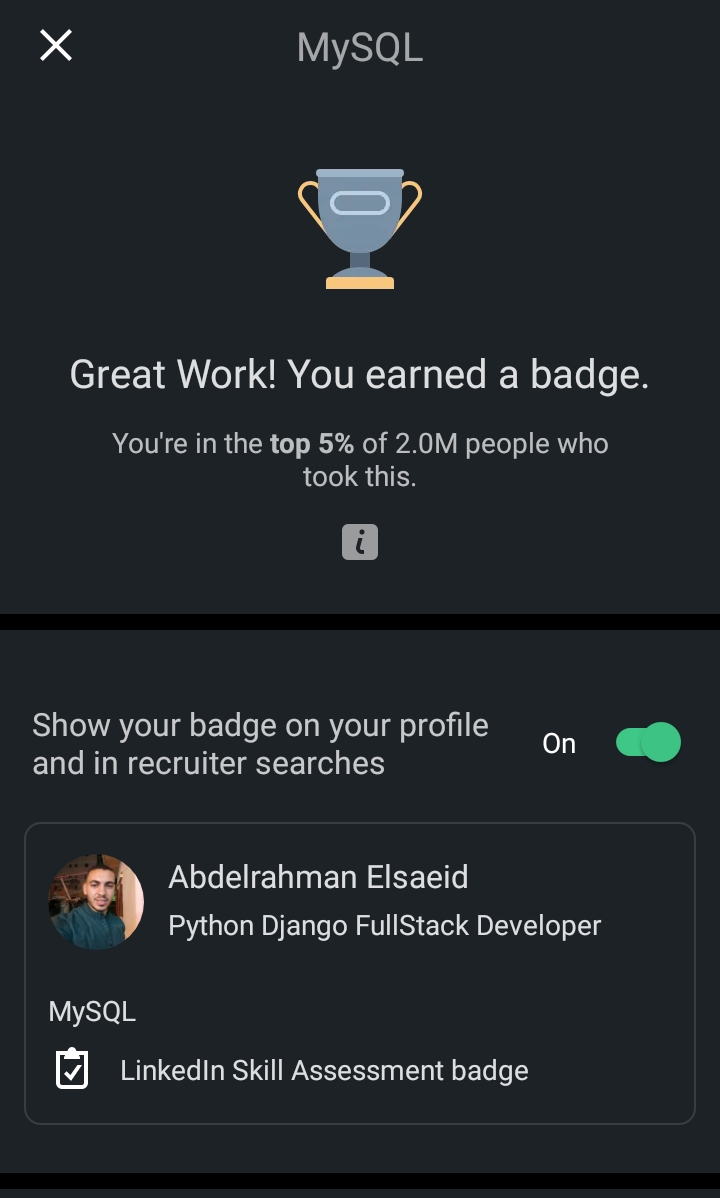 MySQL
Great Work! You earned a badge.
You're in the top 5% of 2.0M people who
took this.
i
Show your badge on your profile
and in recruiter searches
On
Abdelrahman Elsaeid
Python Django FullStack Developer
MySQL
LinkedIn Skill Assessment badge